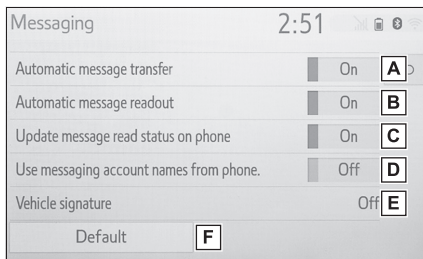 Messaging 2:51
Automatic message transfer On A
Automatic message readout On B
Update message read status on phone On C
Use messaging account names from phone. Off D
Vehicle signature Off E
Default F